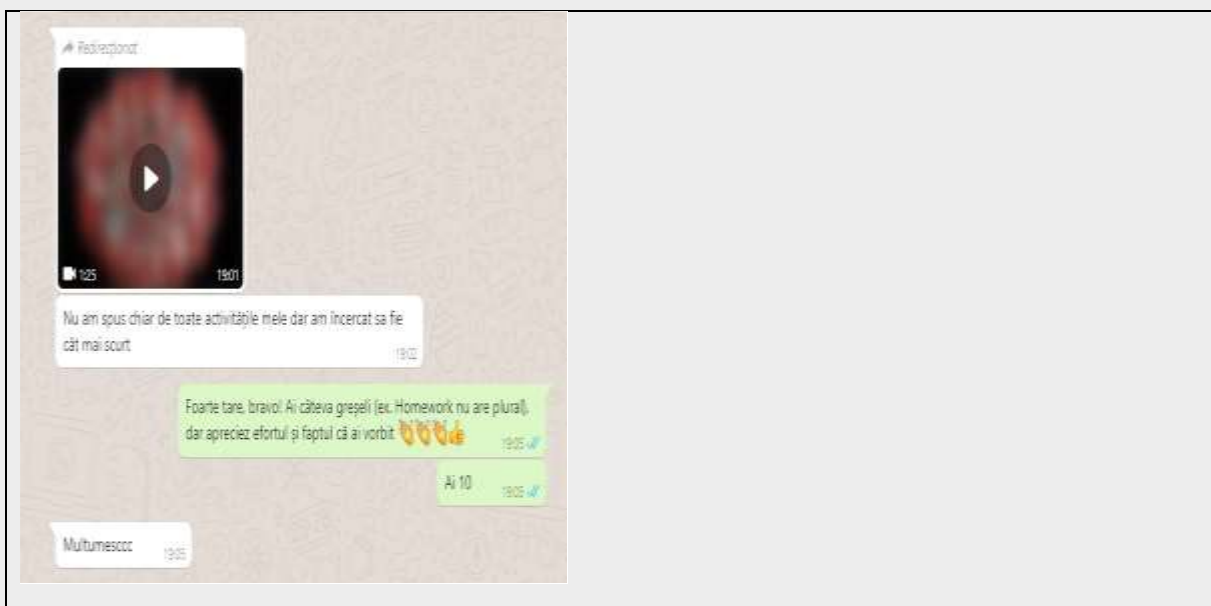 Redirecționat
1:25
19:01
Nu am spus chiar de toate activitățile mele dar am încercat sa fie
cât mai scurt
19:02
Foarte tare, bravo! Ai câteva greșeli (ex. Homework nu are plural),
dar apreciez efortul și faptul că ai vorbit 👏👏👏👍
19:05
Ai 10
19:05
Multumesccc
19:05